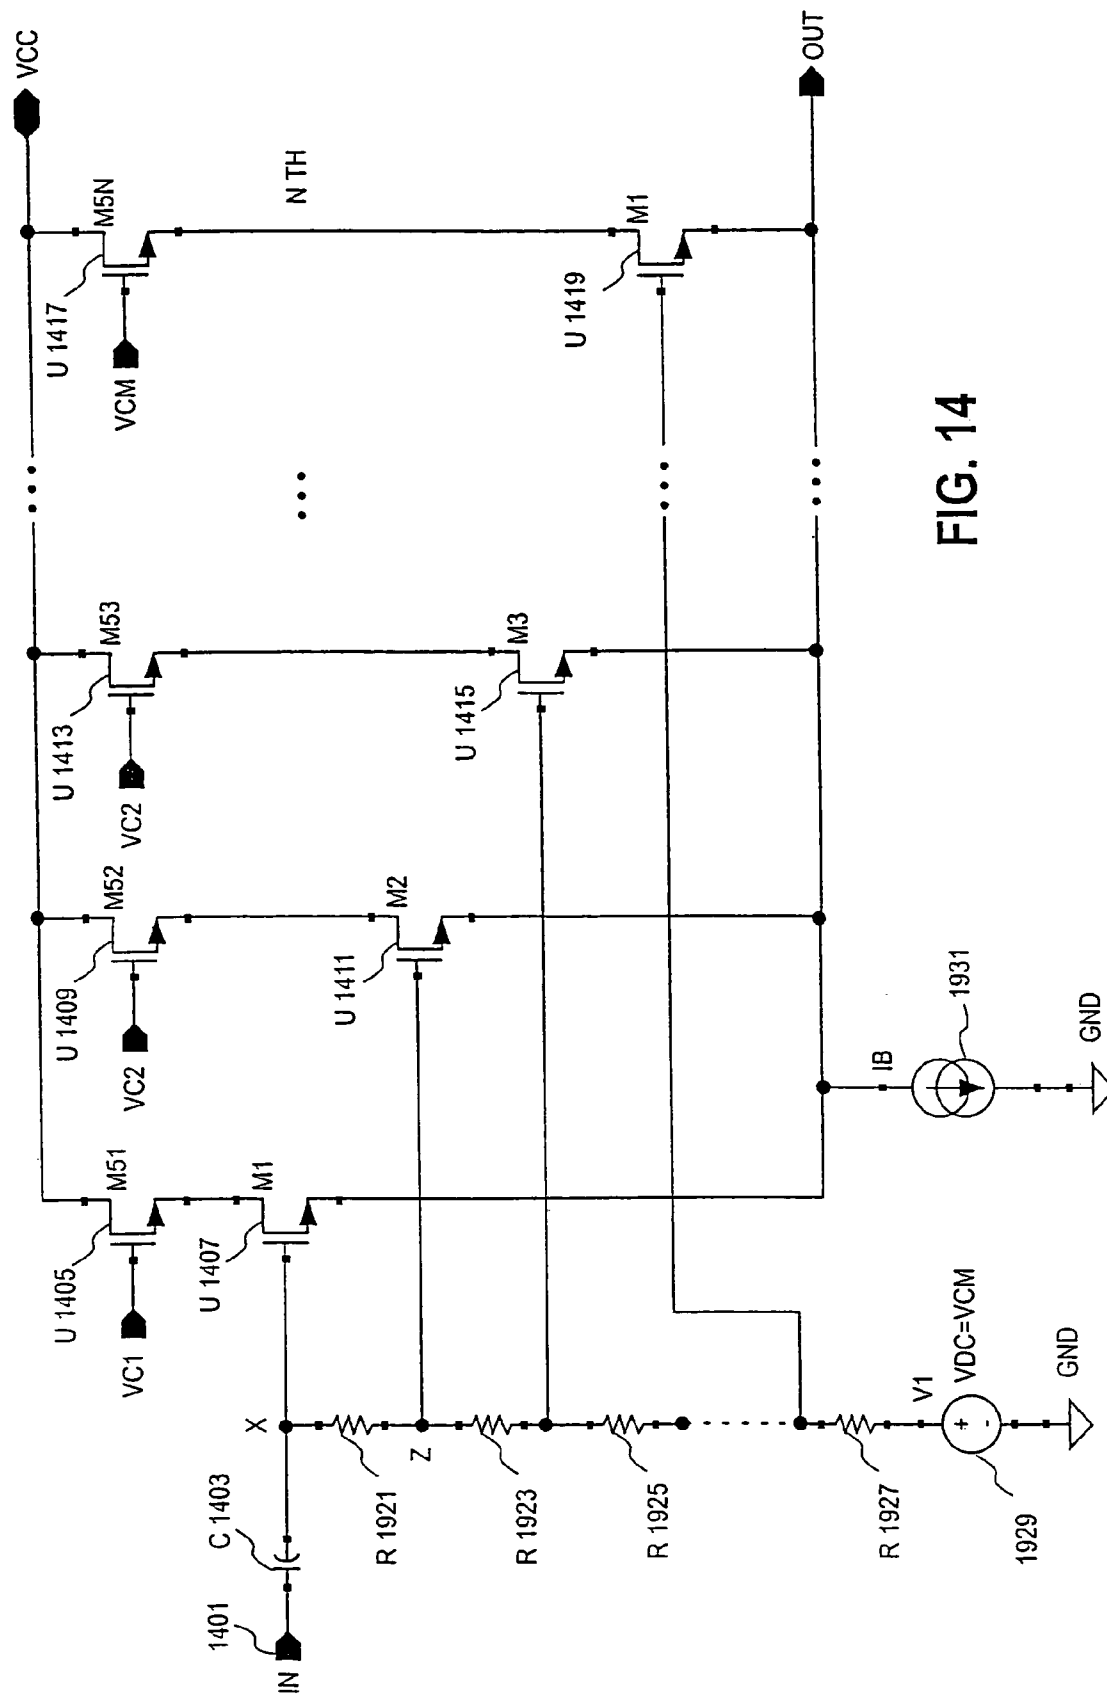 VCC
M5N
U 1417
VCM
N TH
M1
U 1419
OUT
M53
U 1413
VC2
M3
U 1415
M52
U 1409
VC2
M2
U 1411
M51
U 1405
VC1
M1
U 1407
X
C 1403
1401
IN
R 1921
Z
R 1923
R 1925
R 1927
V1
VDC=VCM
1929
GND
IB
1931
GND
FIG. 14